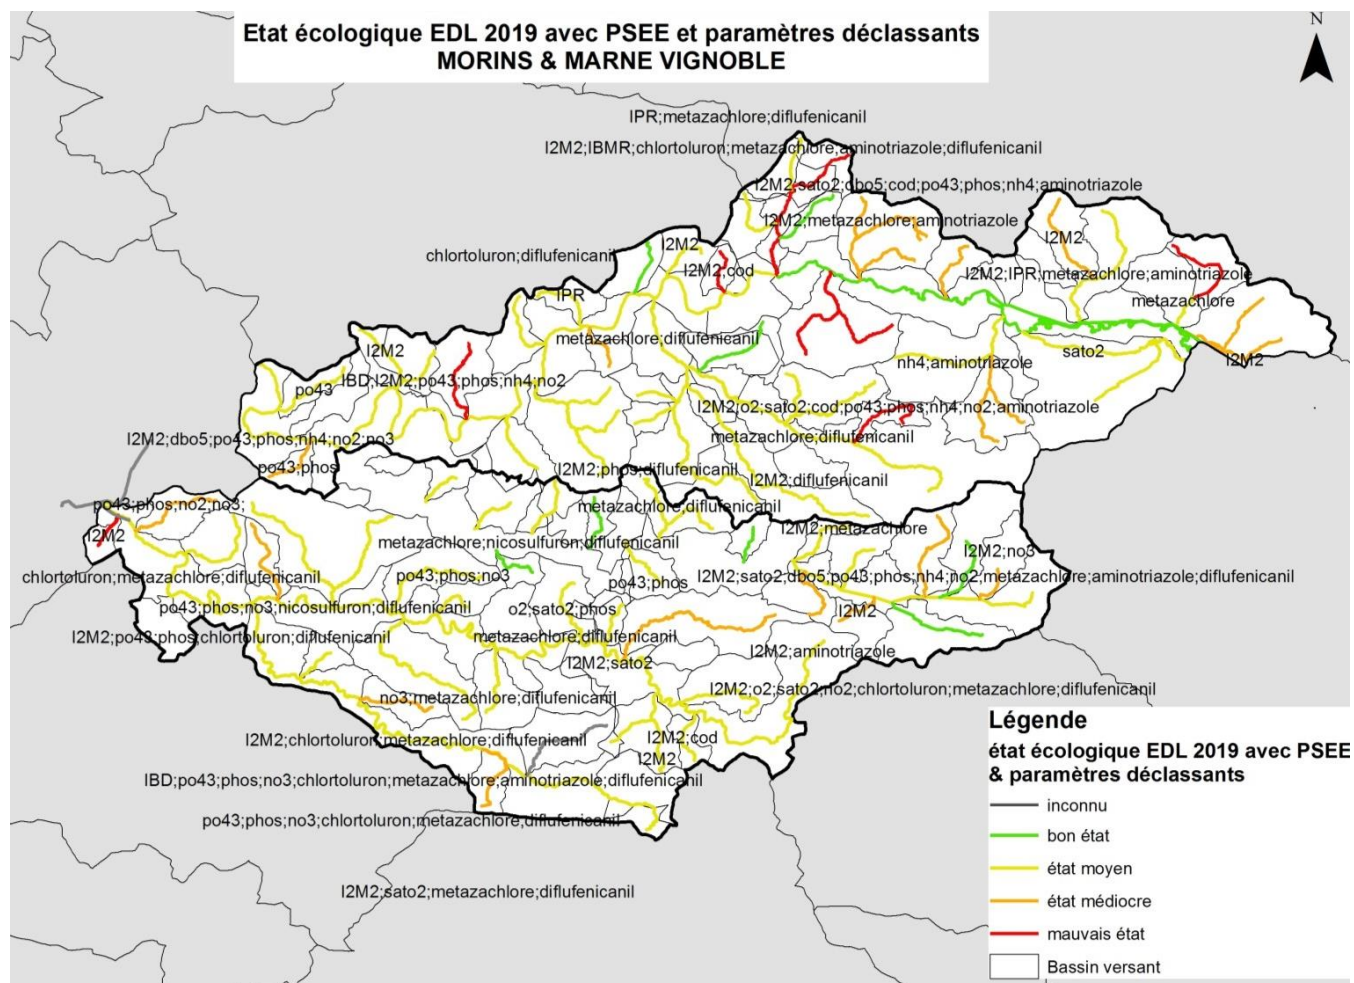 Etat écologique EDL 2019 avec PSEE et paramètres déclassants
MORINS & MARNE VIGNOBLE
N
IPR;metazachlore;diflufenicanil
I2M2;IBMR;chlortoluron;metazachlore;aminotriazole;diflufenicanil
I2M2;sato2;dbo5;cod;po43;phos;nh4;aminotriazole
I2M2;metazachlore;aminotriazole
I2M2
I2M2
chlortoluron;diflufenicanil
I2M2;cod
I2M2;IPR;metazachlore;aminotriazole
IPR
metazachlore
metazachlore;diflufenicanil
I2M2
sato2
I2M2
nh4;aminotriazole
IBD;I2M2;po43;phos;nh4;no2
po43
I2M2;o2;sato2;cod;po43;phos;nh4;no2;aminotriazole
I2M2;dbo5;po43;phos;nh4;no2;no3
metazachlore;diflufenicanil
po43;phos
I2M2;phos;diflufenicanil
I2M2;diflufenicanil
po43;phos;no2;no3;
metazachlore;diflufenicanil
I2M2
I2M2;metazachlore
metazachlore;nicosulfuron;diflufenicanil
I2M2;no3
chlortoluron;metazachlore;diflufenicanil
po43;phos;no3
po43;phos
I2M2;sato2;dbo5;po43;phos;nh4;no2;metazachlore;aminotriazole;diflufenicanil
po43;phos;no3;nicosulfuron;diflufenicanil
o2;sato2;phos
I2M2
I2M2;po43;phos;chlortoluron;diflufenicanil
metazachlore;diflufenicanil
I2M2;aminotriazole
I2M2;sato2
no3;metazachlore;diflufenicanil
I2M2;o2;sato2;no2;chlortoluron;metazachlore;diflufenicanil
I2M2;chlortoluron;metazachlore;diflufenicanil
I2M2;cod
I2M2
IBD;po43;phos;no3;chlortoluron;metazachlore;aminotriazole;diflufenicanil
po43;phos;no3;chlortoluron;metazachlore;diflufenicanil
I2M2;sato2;metazachlore;diflufenicanil
Légende
état écologique EDL 2019 avec PSEE
& paramètres déclassants
inconnu
bon état
état moyen
état médiocre
mauvais état
Bassin versant